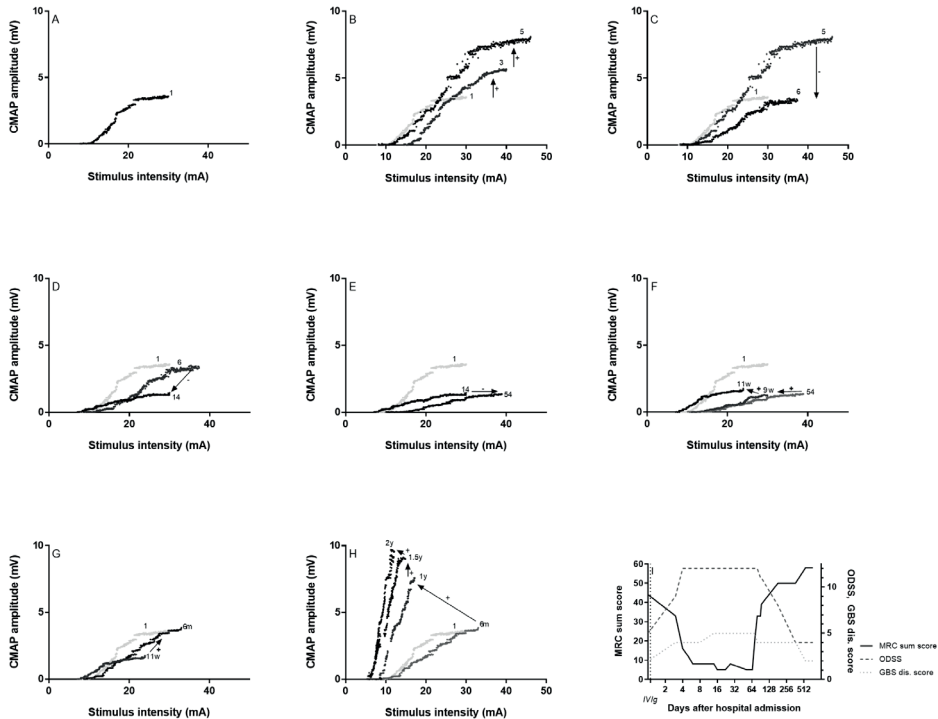 A
CMAP amplitude (mV)
10
5
0
0 20 40
1
Stimulus intensity (mA)
B
CMAP amplitude (mV)
10
5
0
0 10 20 30 40 50
5
3
1
+
+
Stimulus intensity (mA)
C
CMAP amplitude (mV)
10
5
0
0 10 20 30 40 50
5
1
6
-
Stimulus intensity (mA)
D
CMAP amplitude (mV)
10
5
0
0 20 40
1
6
14
-
Stimulus intensity (mA)
E
CMAP amplitude (mV)
10
5
0
0 20 40
1
14 - 54
Stimulus intensity (mA)
F
CMAP amplitude (mV)
10
5
0
0 20 40
1
11w + 9w + 54
Stimulus intensity (mA)
G
CMAP amplitude (mV)
10
5
0
0 20 40
1
6m
11w
+
Stimulus intensity (mA)
H
CMAP amplitude (mV)
10
5
0
0 20 40
2y + 1.5y
+ 1y
+
6m
1
Stimulus intensity (mA)
I
MRC sum score
60
50
40
30
20
10
0
IVIg
2 4 8 16 32 64 128 256 512
Days after hospital admission
10
5
0
ODSS, GBS dis. score
MRC sum score
ODSS
GBS dis. score